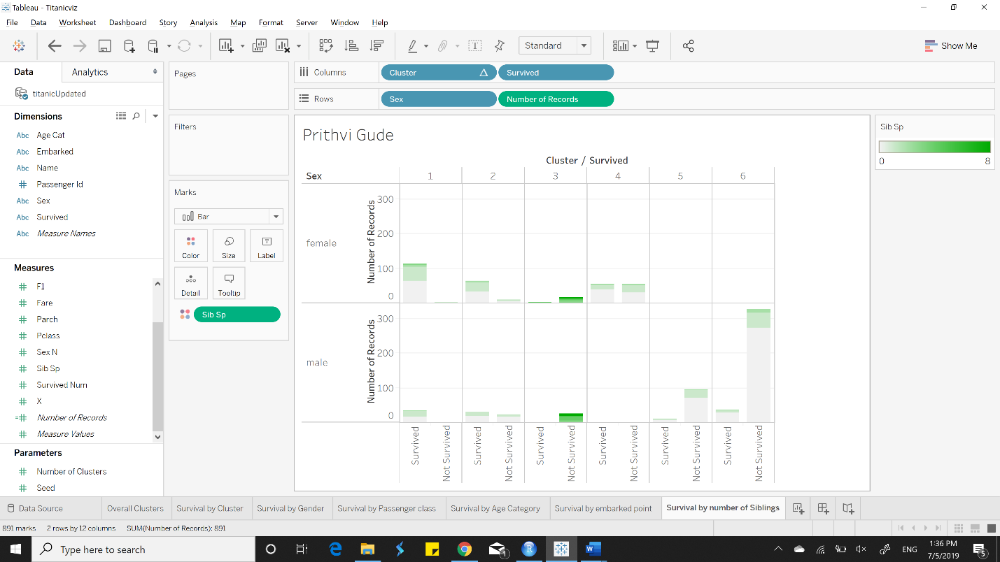 Tableau - Titanicviz
File Data Worksheet Dashboard Story Analysis Map Format Server Window Help
Standard
Show Me
Data Analytics
titanicUpdated
Dimensions
Abc Age Cat
Abc Embarked
Abc Name
# Passenger Id
Abc Sex
Abc Survived
Abc Measure Names
Measures
# F1
# Fare
# Parch
# Pclass
# Sex N
# Sib Sp
# Survived Num
# X
=# Number of Records
# Measure Values
Parameters
# Number of Clusters
# Seed
Pages
Filters
Marks
Bar
Color Size Label
Detail Tooltip
Sib Sp
Columns Cluster Δ Survived
Rows Sex Number of Records
Prithvi Gude
Cluster / Survived
Sex 1 2 3 4 5 6
female
Number of Records
300
200
100
0
male
Number of Records
300
200
100
0
Survived Not Survived Survived Not Survived Survived Not Survived Survived Not Survived Survived Not Survived Survived Not Survived
Sib Sp
0 8
Data Source Overall Clusters Survival by Cluster Survival by Gender Survival by Passenger class Survival by Age Category Survival by embarked point Survival by number of Siblings
891 marks 2 rows by 12 columns SUM(Number of Records): 891
Type here to search
1
R
W
ENG
1:36 PM
7/5/2019
5